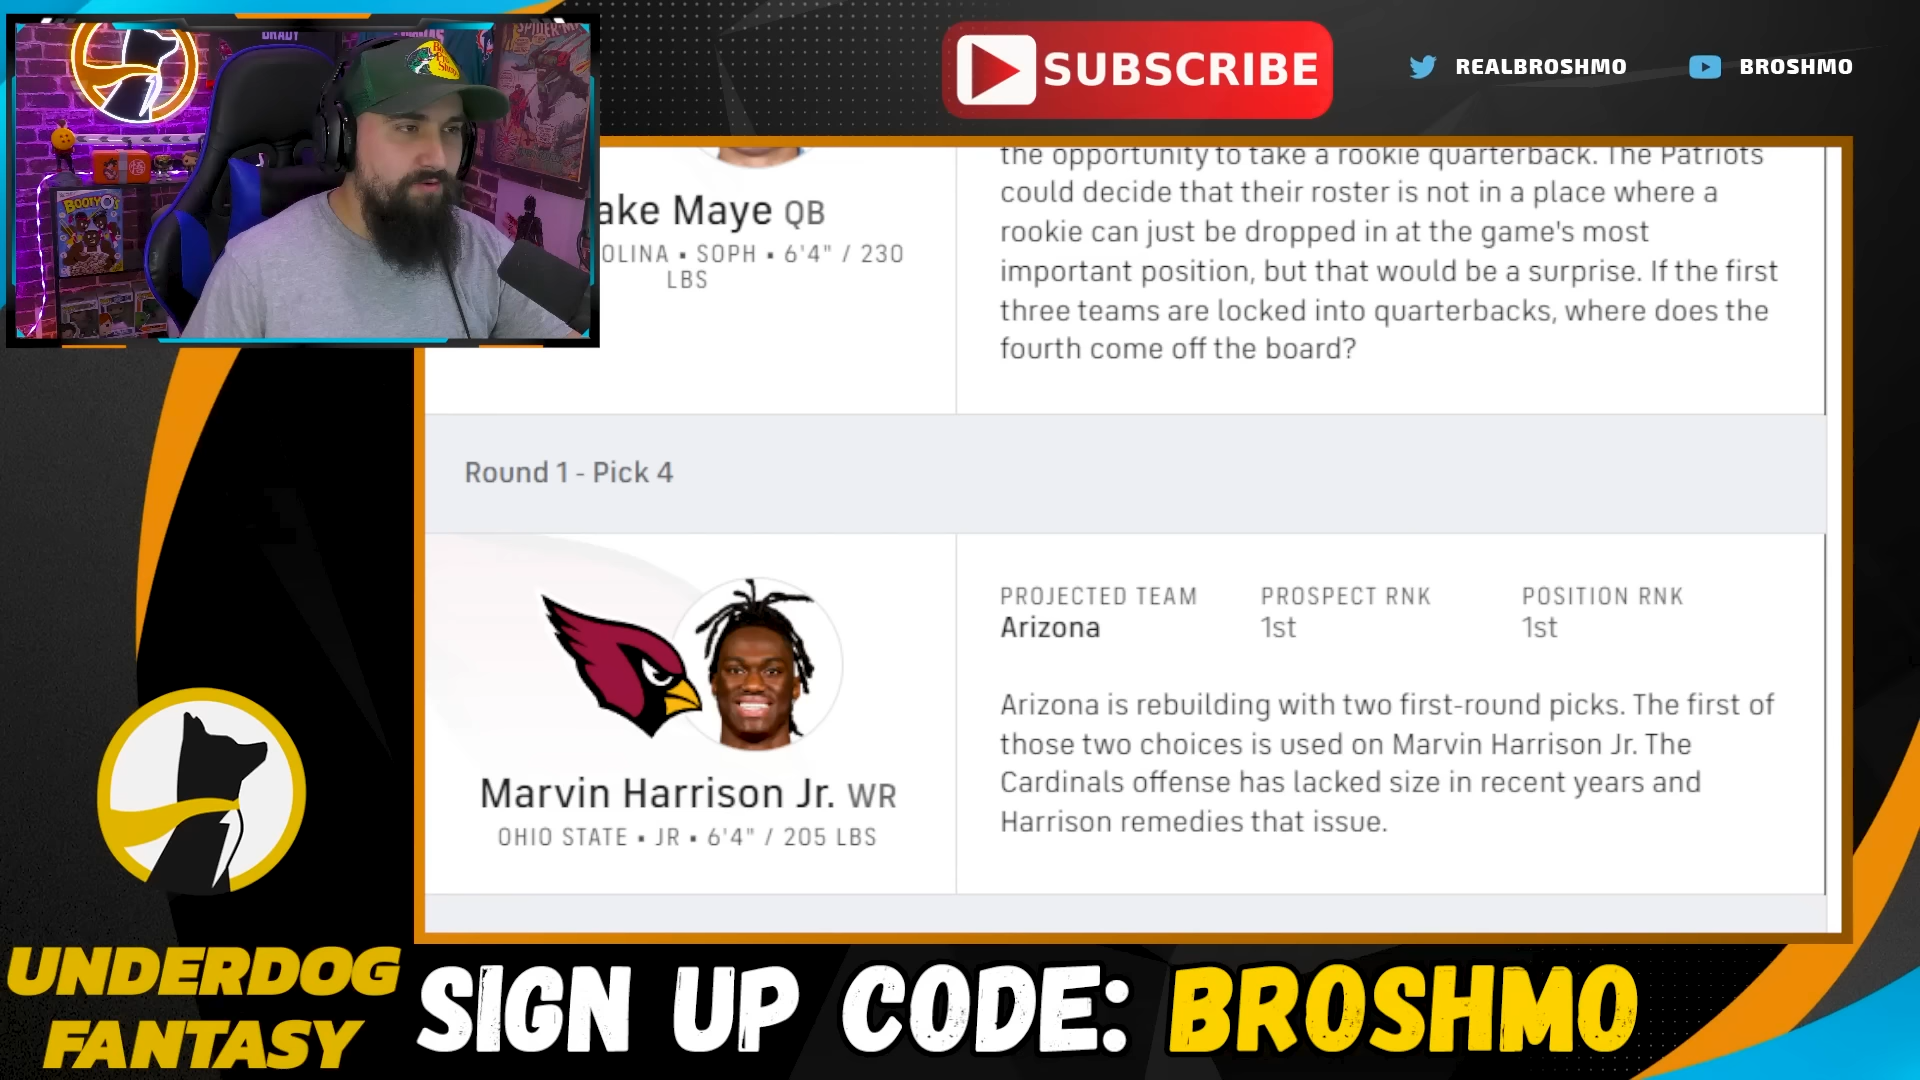 BRADY
SUBSCRIBE
REALBROSHMO
BROSHMO
BOOTY O's
ake Maye QB
OLINA • SOPH • 6'4" / 230
LBS
the opportunity to take a rookie quarterback. The Patriots
could decide that their roster is not in a place where a
rookie can just be dropped in at the game's most
important position, but that would be a surprise. If the first
three teams are locked into quarterbacks, where does the
fourth come off the board?
Round 1 - Pick 4
Marvin Harrison Jr. WR
OHIO STATE • JR • 6'4" / 205 LBS
PROJECTED TEAM
Arizona
PROSPECT RNK
1st
POSITION RNK
1st
Arizona is rebuilding with two first-round picks. The first of
those two choices is used on Marvin Harrison Jr. The
Cardinals offense has lacked size in recent years and
Harrison remedies that issue.
UNDERDOG
FANTASY
SIGN UP CODE: BROSHMO